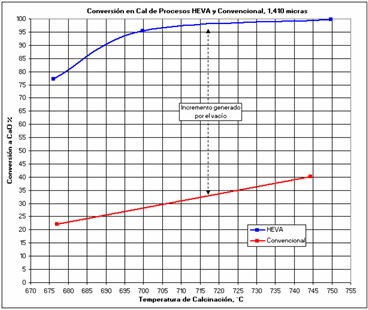 Conversión en Cal de Procesos HEVA y Convencional, 1,410 micras
100
95
90
85
80
75
70
65
60
55
50
45
40
35
30
25
20
15
10
5
0
Conversión a CaO %
Incremento generado
por el vacío
HEVA
Convencional
670 675 680 685 690 695 700 705 710 715 720 725 730 735 740 745 750 755
Temperatura de Calcinación, °C